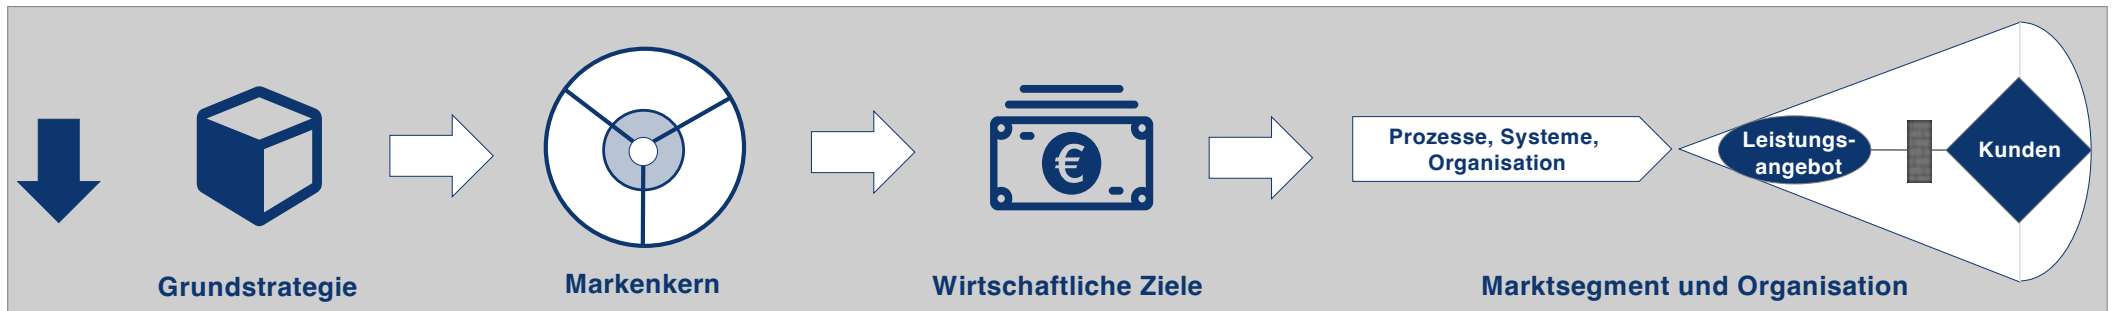 Prozesse, Systeme,
Organisation
Leistungs-
angebot
Kunden
€
Grundstrategie
Markenkern
Wirtschaftliche Ziele
Marktsegment und Organisation